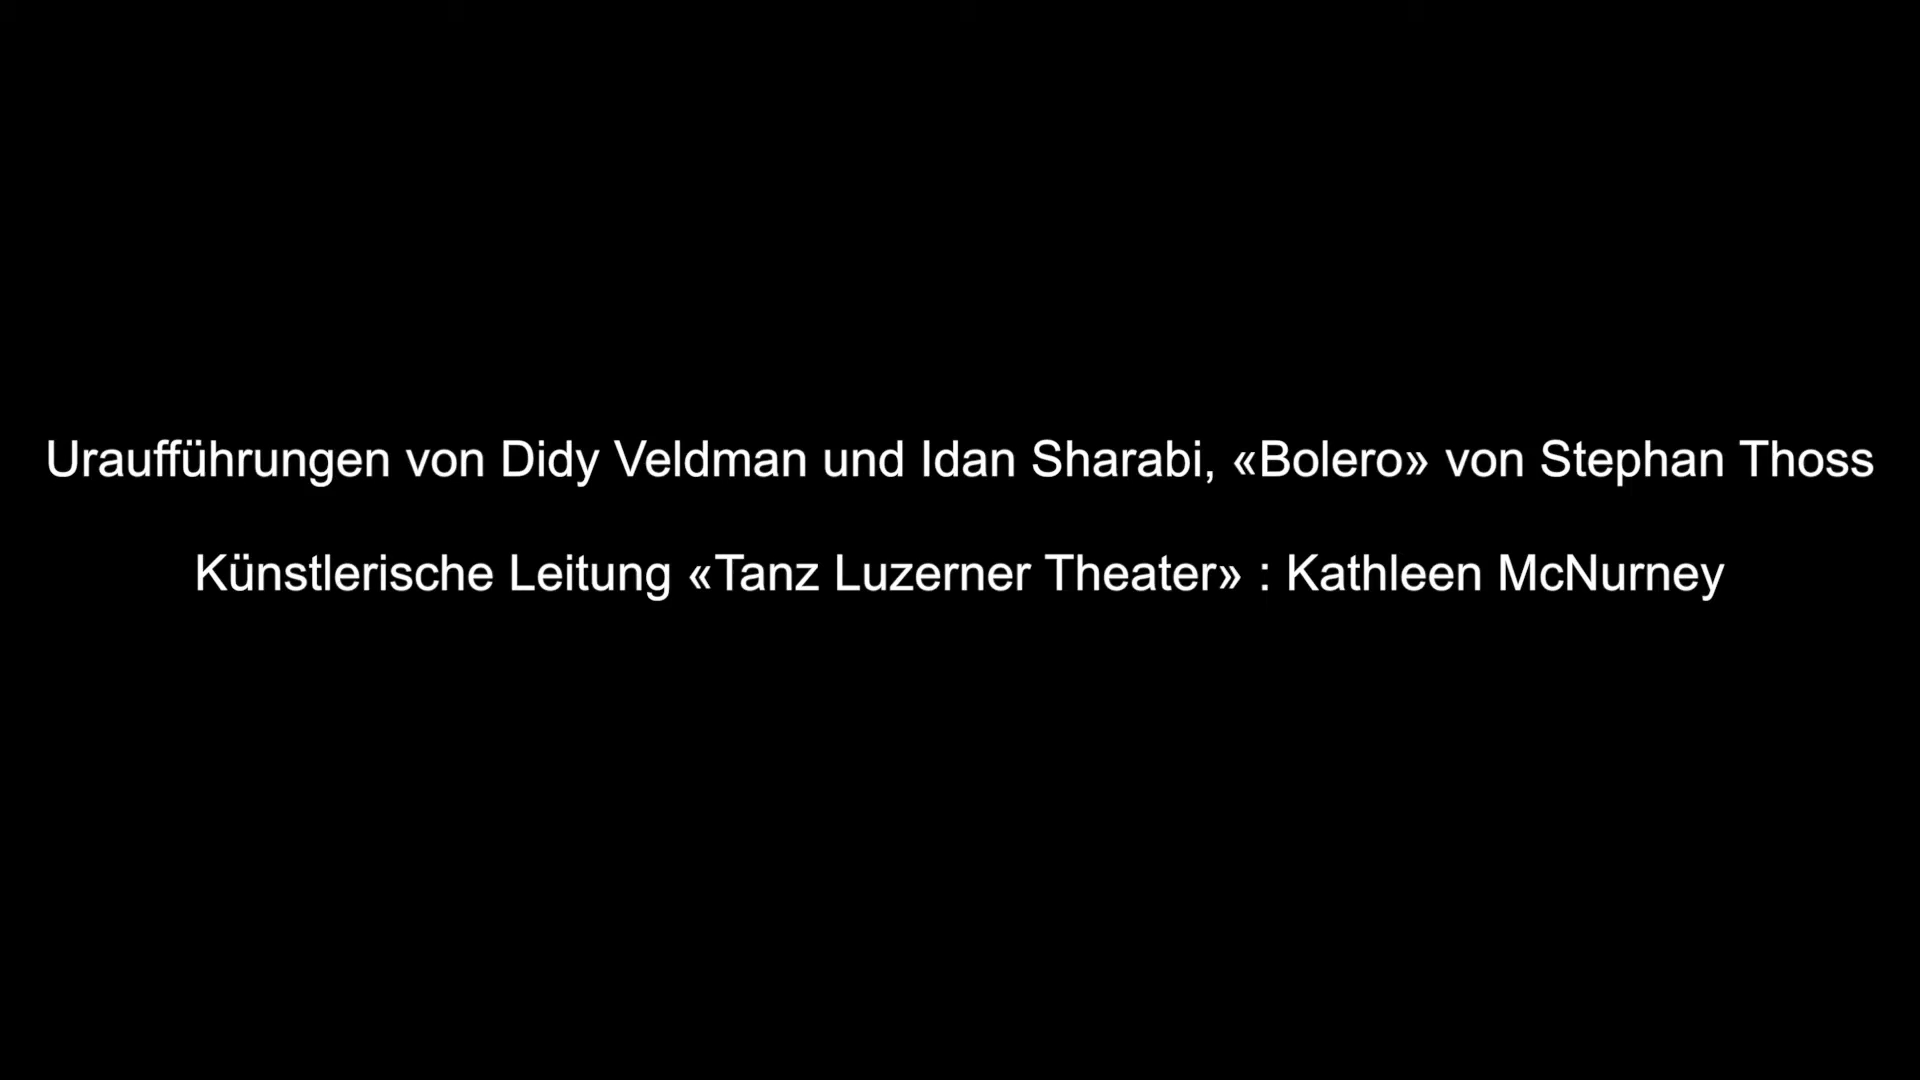 Uraufführungen von Didy Veldman und Idan Sharabi, «Bolero» von Stephan Thoss
Künstlerische Leitung «Tanz Luzerner Theater» : Kathleen McNurney